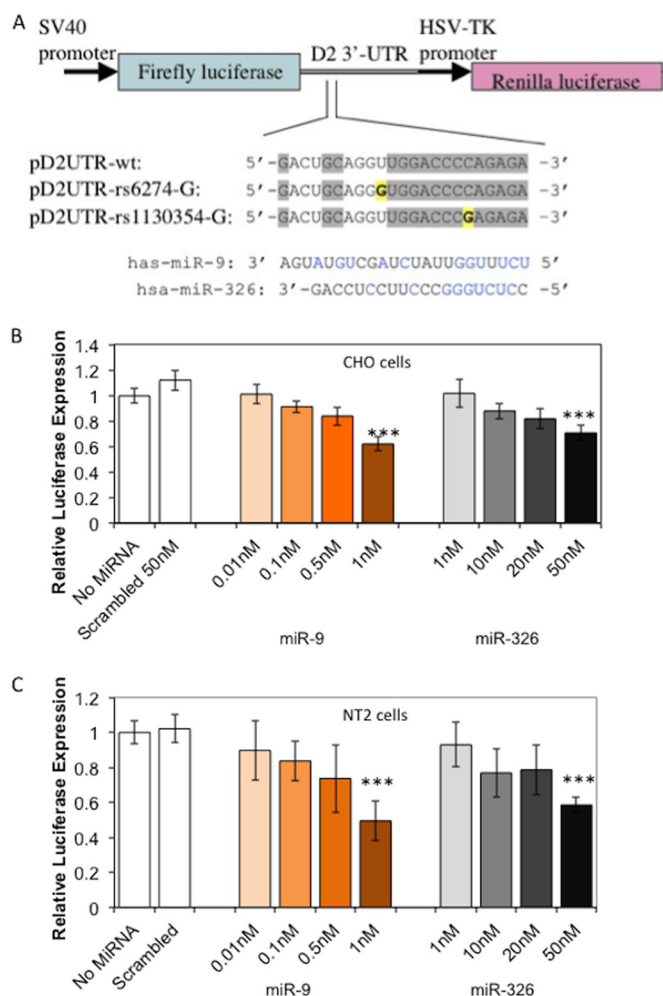 A
SV40 promoter
D2 3'-UTR
HSV-TK promoter
Firefly luciferase
Renilla luciferase
pD2UTR-wt: 5'-GACUGCAGGUUGGACCCCAGAGA -3'
pD2UTR-rs6274-G: 5'-GACUGCAGGGUGGACCCCAGAGA -3'
pD2UTR-rs1130354-G: 5'-GACUGCAGGUUGGACCCGAGAGA -3'
has-miR-9: 3' AGUAUGUCGAUCUAUUGGUUUCU 5'
hsa-miR-326: 3'-GACCUCCUUCCCGGGUCUCC -5'
B
Relative Luciferase Expression
1.4
1.2
1
0.8
0.6
0.4
0.2
0
CHO cells
***
***
No MiRNA
Scrambled 50nM
0.01nM
0.1nM
0.5nM
1nM
1nM
10nM
20nM
50nM
miR-9
miR-326
C
Relative Luciferase Expression
1.2
1
0.8
0.6
0.4
0.2
0
NT2 cells
***
***
No MiRNA
Scrambled
0.01nM
0.1nM
0.5nM
1nM
1nM
10nM
20nM
50nM
miR-9
miR-326